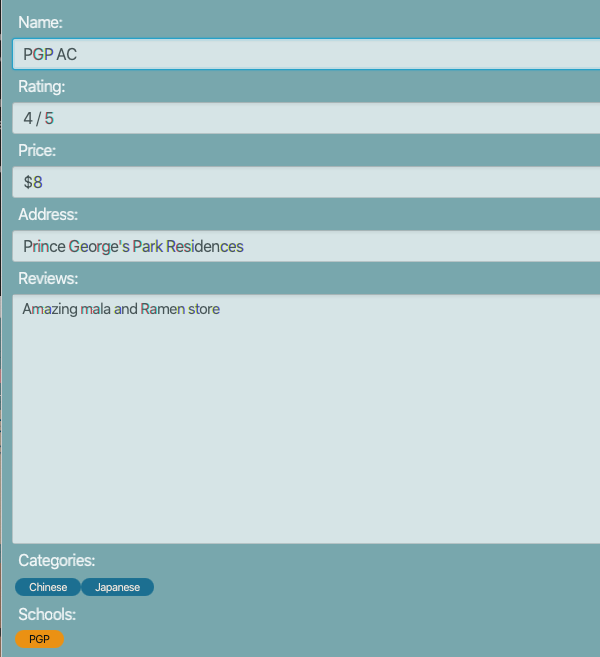 Name:
PGP AC
Rating:
4 / 5
Price:
$8
Address:
Prince George's Park Residences
Reviews:
Amazing mala and Ramen store
Categories:
Chinese Japanese
Schools:
PGP